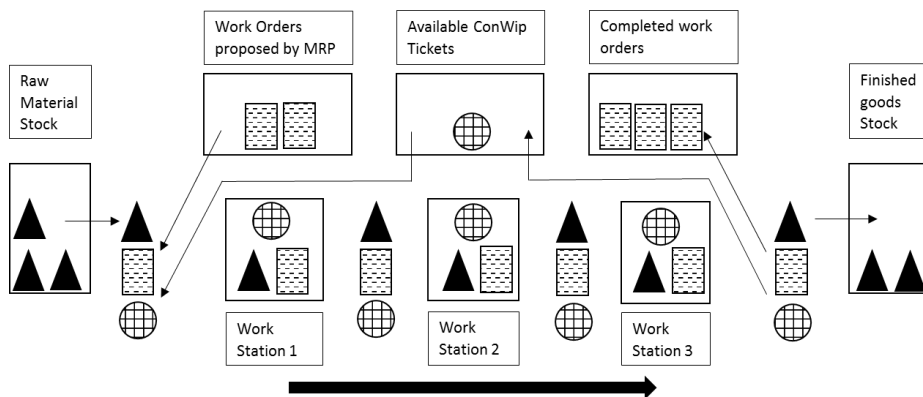 Work Orders
proposed by MRP
Available ConWip
Tickets
Completed work
orders
Raw
Material
Stock
Finished
goods
Stock
Work
Station 1
Work
Station 2
Work
Station 3